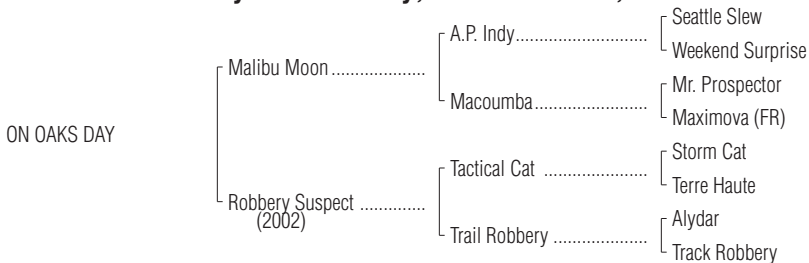 Seattle Slew
A.P. Indy
Weekend Surprise
Malibu Moon
Mr. Prospector
Macoumba
Maximova (FR)
ON OAKS DAY
Storm Cat
Tactical Cat
Terre Haute
Robbery Suspect
(2002)
Alydar
Trail Robbery
Track Robbery